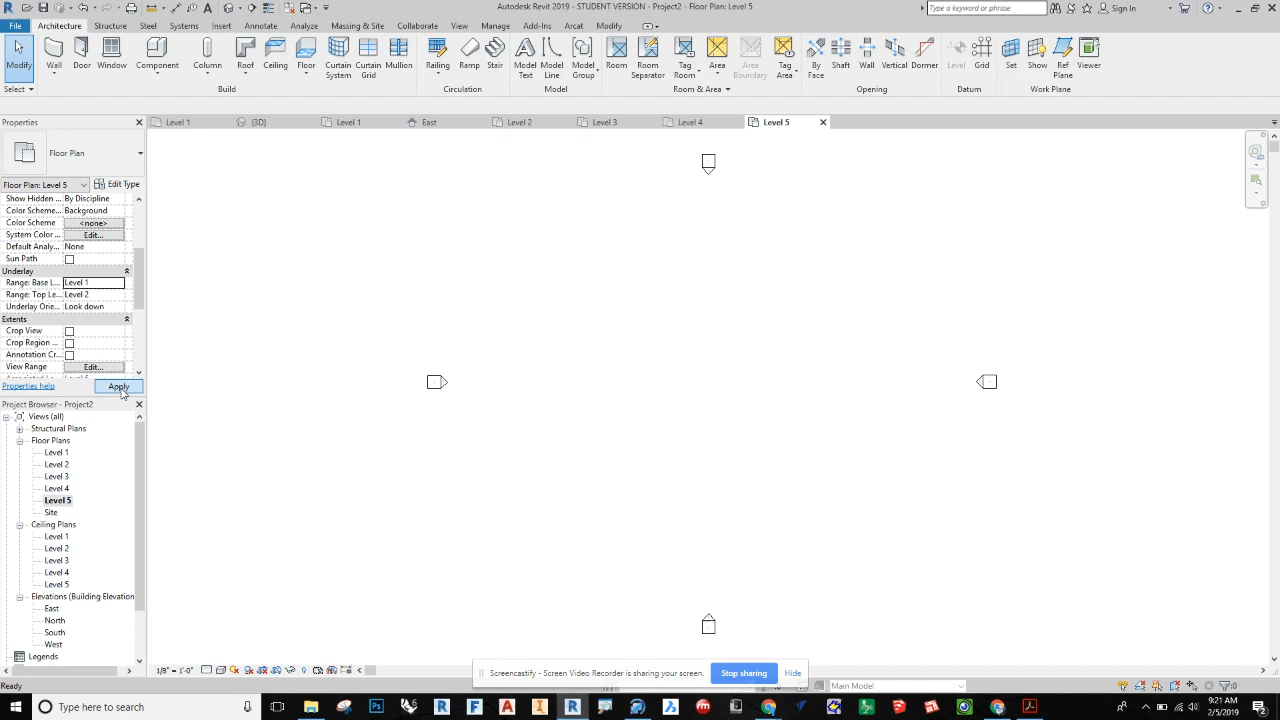 Autodesk Revit 2019 - STUDENT VERSION - Project2 - Floor Plan: Level 5
Type a keyword or phrase
Sign In
File Architecture Structure Steel Systems Insert Annotate Analyze Massing & Site Collaborate View Manage Add-Ins Arcat Modify
Modify Wall Door Window Component Column Roof Ceiling Floor Curtain System Curtain Grid Mullion Railing Ramp Stair Model Text Model Line Model Group Room Room Separator Tag Room Area Area Boundary Tag Area By Face Shaft Wall Vertical Dormer Level Grid Set Show Ref Plane Viewer
Select Build Circulation Model Room & Area Opening Datum Work Plane
Properties
Level 1 {3D} Level 1 East Level 2 Level 3 Level 4 Level 5
Floor Plan
Floor Plan: Level 5 Edit Type
Show Hidden ... By Discipline
Color Scheme... Background
Color Scheme <none>
System Color ... Edit...
Default Analy... None
Sun Path
Underlay
Range: Base L... Level 1
Range: Top Le... Level 2
Underlay Orie... Look down
Extents
Crop View
Crop Region ...
Annotation Cr...
View Range Edit...
Properties help Apply
Project Browser - Project2
Views (all)
Structural Plans
Floor Plans
Level 1
Level 2
Level 3
Level 4
Level 5
Site
Ceiling Plans
Level 1
Level 2
Level 3
Level 4
Level 5
Elevations (Building Elevation
East
North
South
West
Legends
1/8" = 1'-0"
Screencastify - Screen Video Recorder is sharing your screen. Stop sharing Hide
Ready
Main Model
:0
Type here to search
9:21 AM
2/5/2019